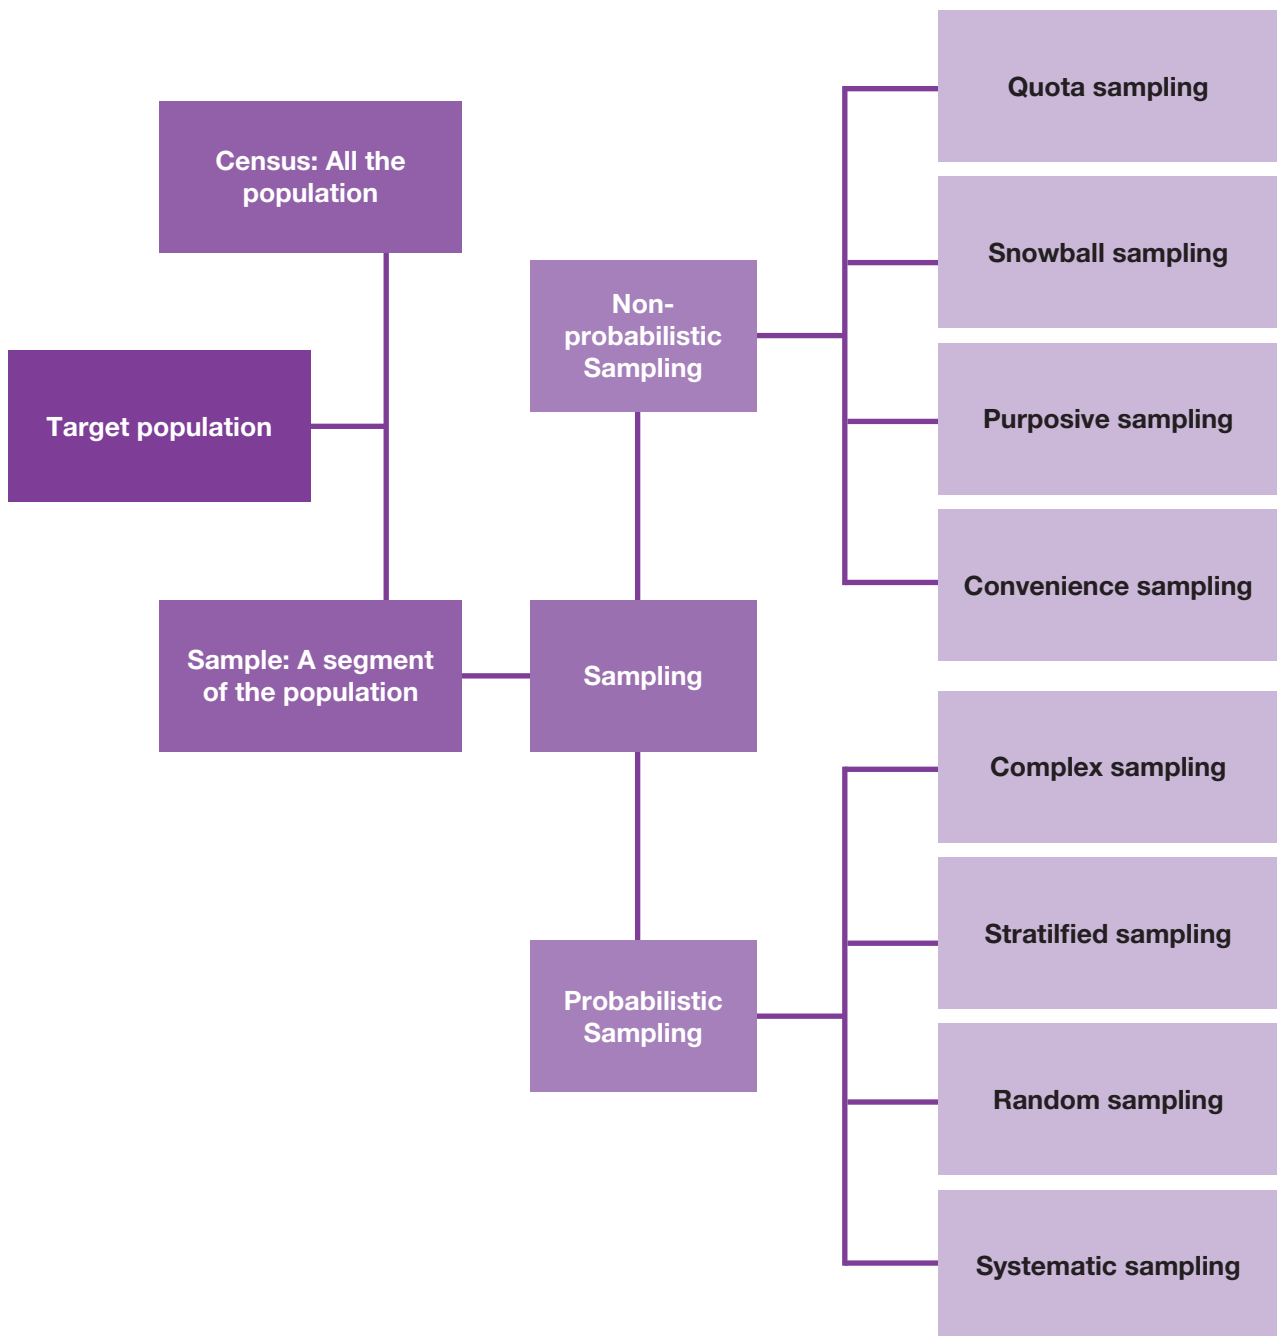 Target population
Census: All the
population
Sample: A segment
of the population
Sampling
Non-
probabilistic
Sampling
Quota sampling
Snowball sampling
Purposive sampling
Convenience sampling
Probabilistic
Sampling
Complex sampling
Stratilfied sampling
Random sampling
Systematic sampling